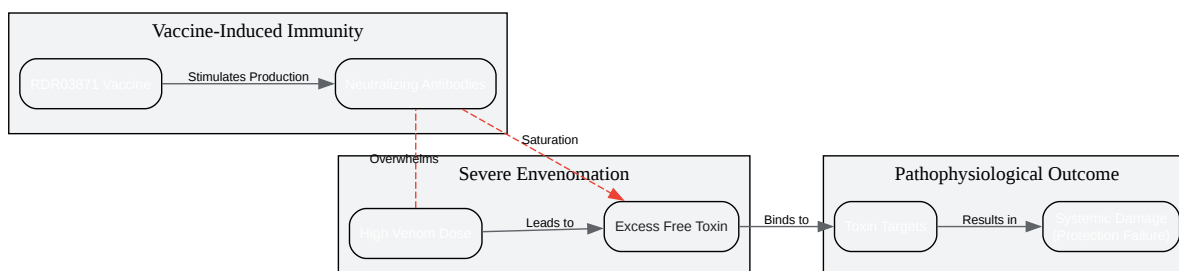 Vaccine-Induced Immunity
RDR03871 Vaccine
Stimulates Production
Neutralizing Antibodies
Overwhelms
Saturation
Severe Envenomation
High Venom Dose
Leads to
Excess Free Toxin
Binds to
Pathophysiological Outcome
Toxin Targets
Results in
Systemic Damage
(Protection Failure)